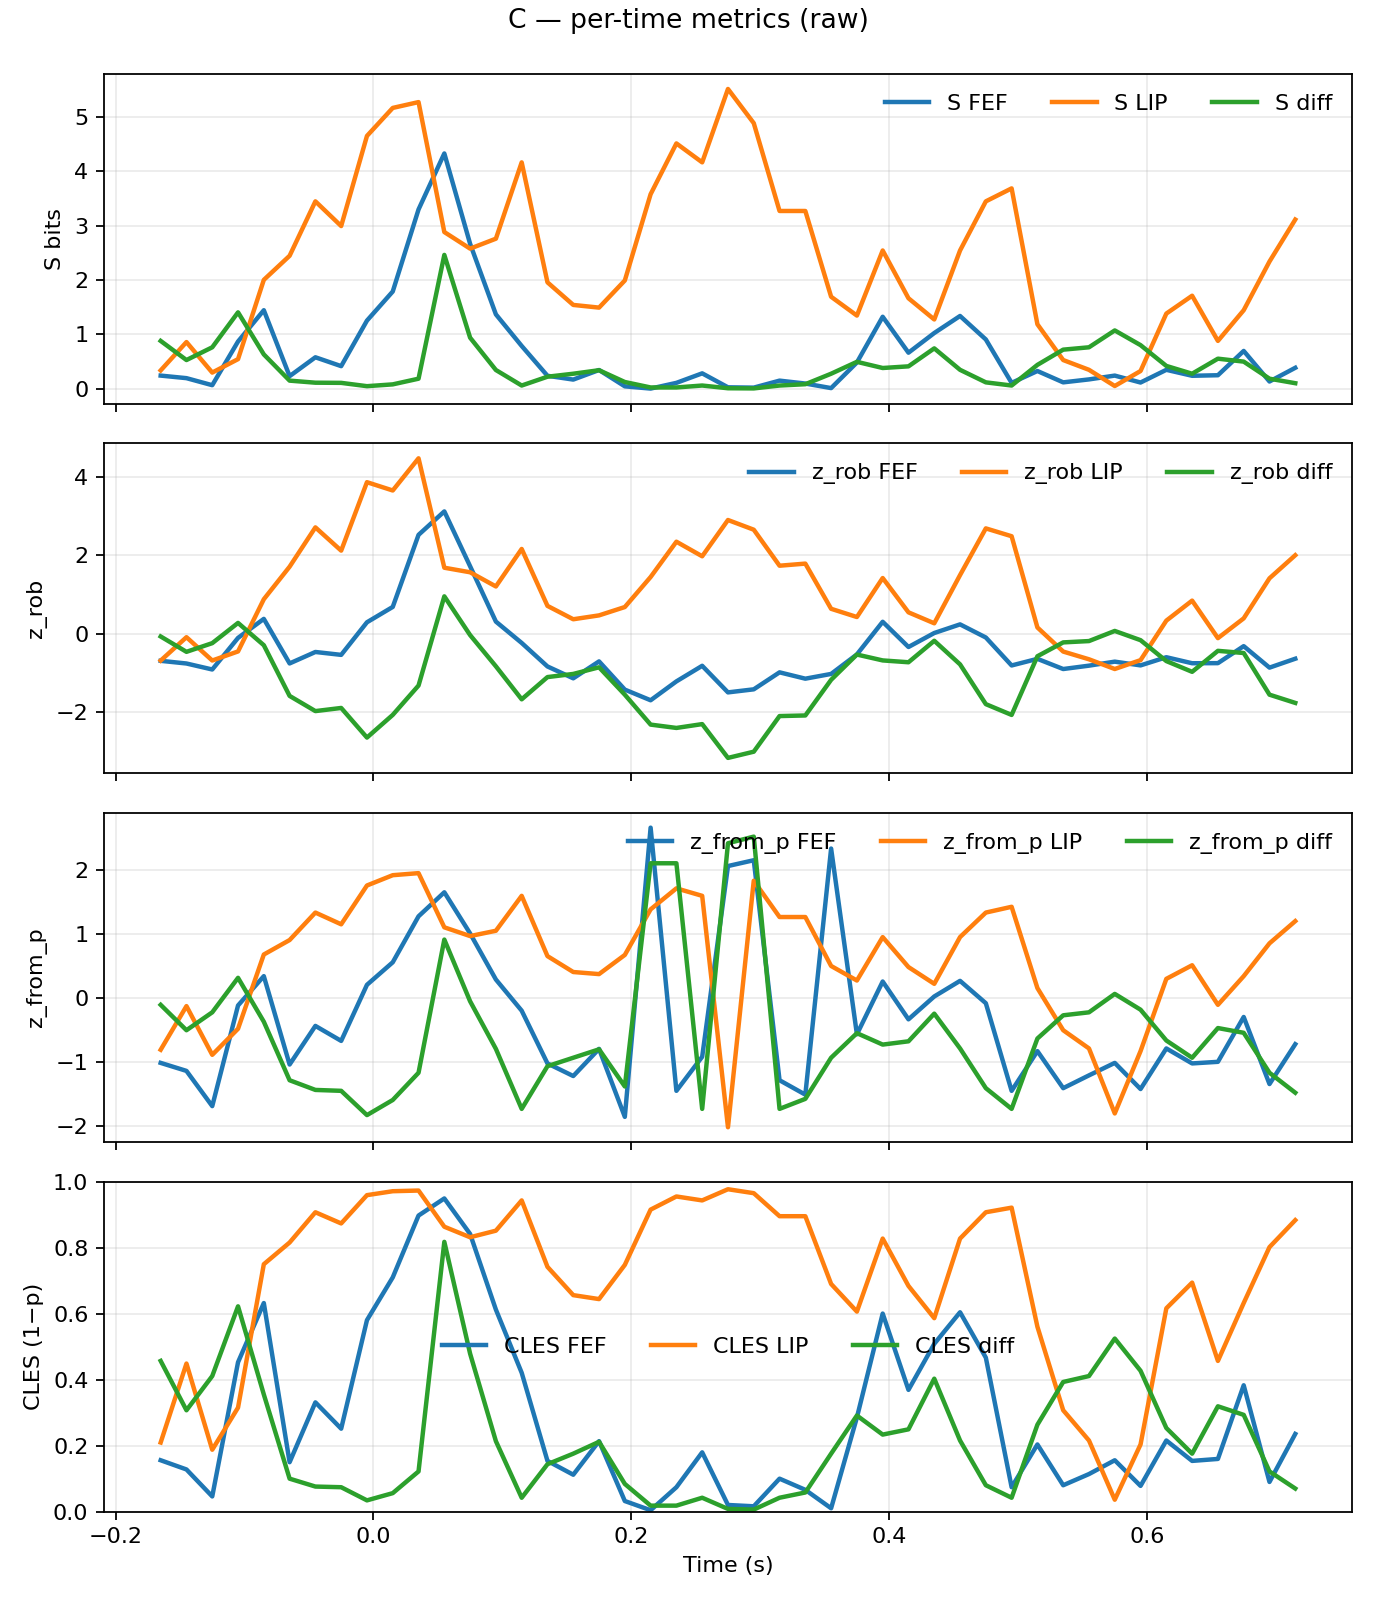 C — per-time metrics (raw)
S FEF S LIP S diff
5
4
3
2
1
0
S bits
z_rob FEF z_rob LIP z_rob diff
4
2
0
−2
z_rob
z_from_p FEF z_from_p LIP z_from_p diff
2
1
0
−1
−2
z_from_p
1.0
0.8
0.6
0.4
0.2
0.0
CLES (1−p)
CLES FEF CLES LIP CLES diff
−0.2 0.0 0.2 0.4 0.6
Time (s)